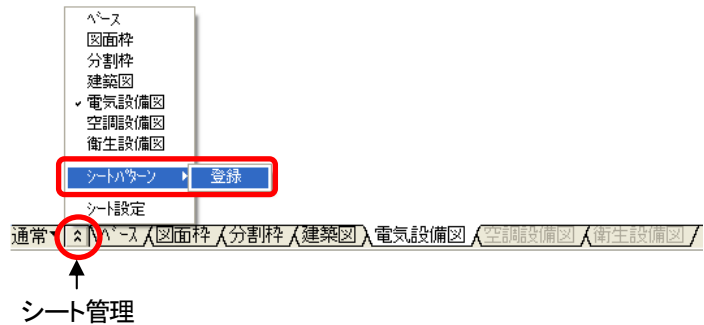 ベース
図面枠
分割枠
建築図
電気設備図
空調設備図
衛生設備図
シートパターン 登録
シート設定
通常 ベース 図面枠 分割枠 建築図 電気設備図 空調設備図 衛生設備図
シート管理